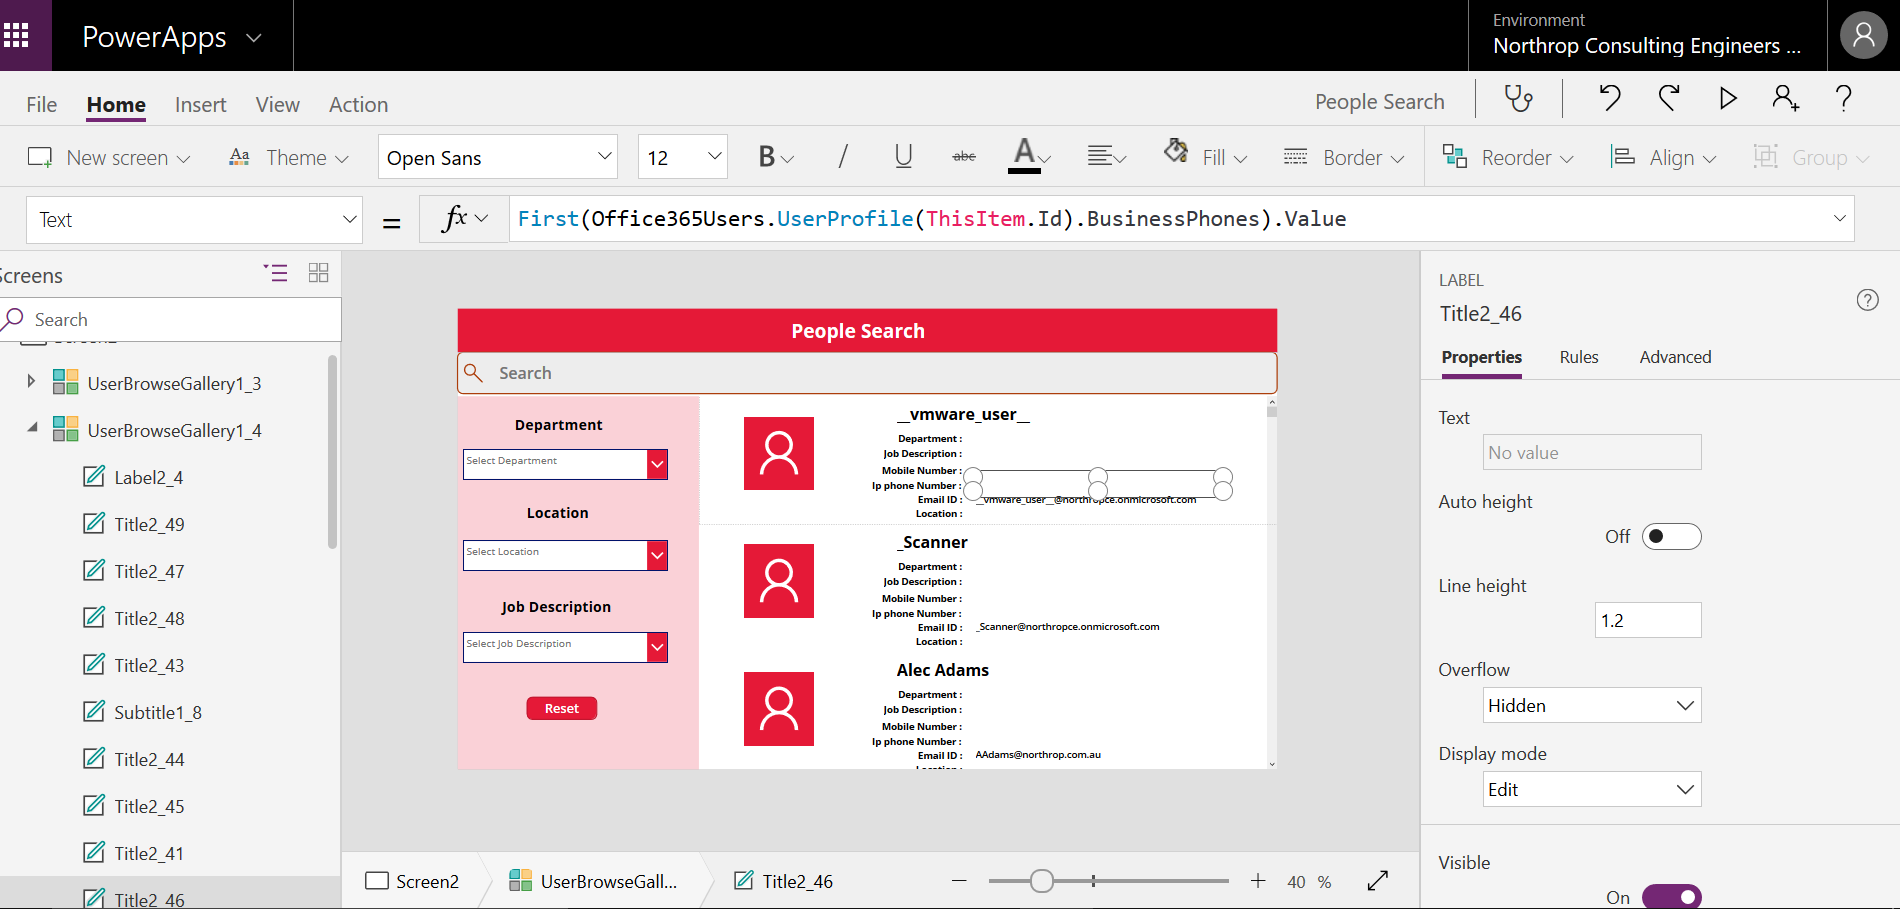 PowerApps
Environment
Northrop Consulting Engineers ...
File Home Insert View Action
People Search
New screen
Theme
Open Sans
12
B / U abc A
Fill
Border
Reorder
Align
Group
Text
= fx
First(Office365Users.UserProfile(ThisItem.Id).BusinessPhones).Value
Screens
Search
UserBrowseGallery1_3
UserBrowseGallery1_4
Label2_4
Title2_49
Title2_47
Title2_48
Title2_43
Subtitle1_8
Title2_44
Title2_45
Title2_41
Title2_46
People Search
Search
Department
Select Department
Location
Select Location
Job Description
Select Job Description
Reset
__vmware_user__
Department :
Job Description :
Mobile Number :
Ip phone Number :
Email ID : __vmware_user__@northropce.onmicrosoft.com
Location :
_Scanner
Department :
Job Description :
Mobile Number :
Ip phone Number :
Email ID : _Scanner@northropce.onmicrosoft.com
Location :
Alec Adams
Department :
Job Description :
Mobile Number :
Ip phone Number :
Email ID : AAdams@northrop.com.au
Screen2
UserBrowseGall...
Title2_46
40 %
LABEL
Title2_46
Properties Rules Advanced
Text
No value
Auto height
Off
Line height
1.2
Overflow
Hidden
Display mode
Edit
Visible
On